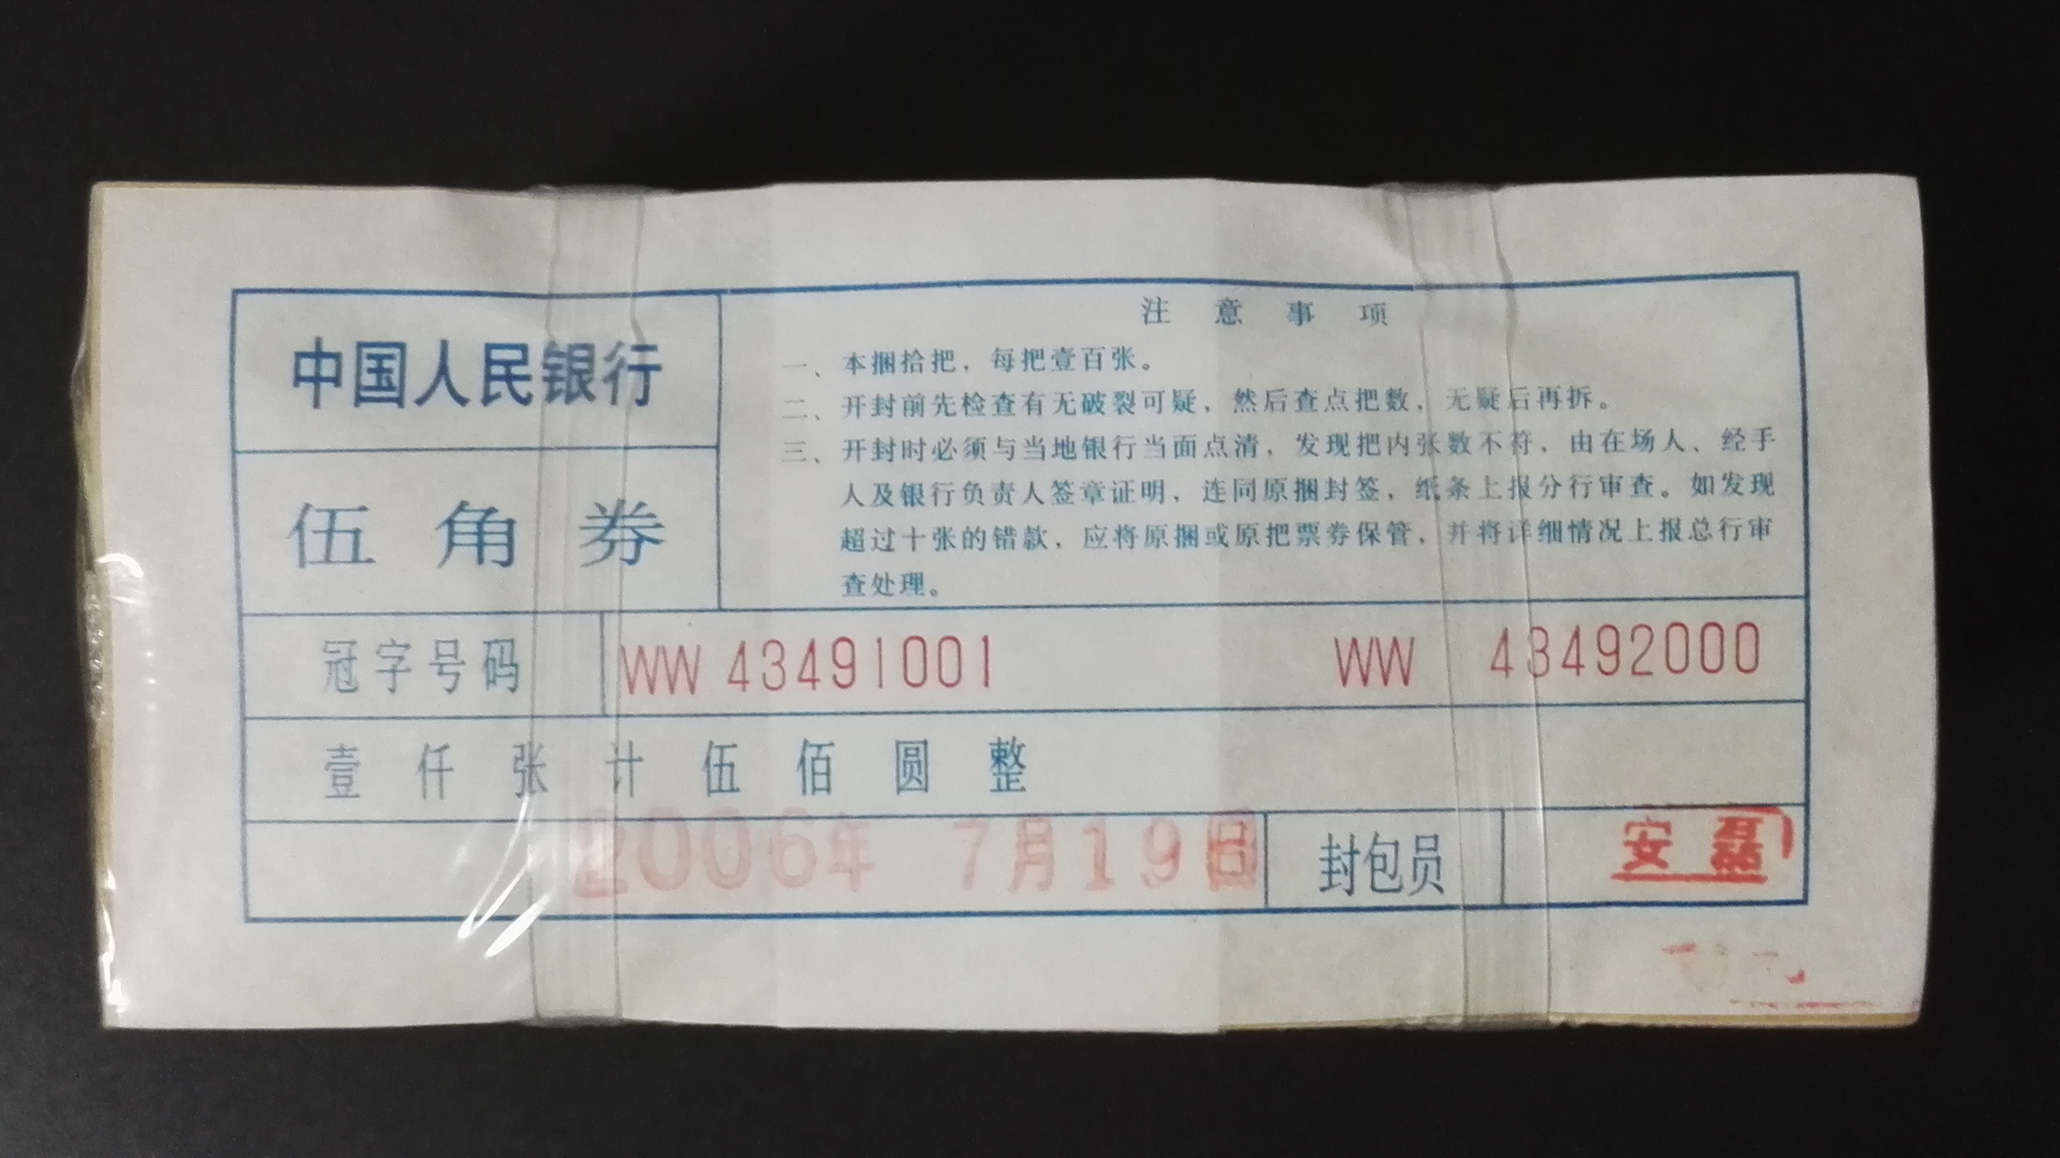 中国人民银行
伍角券
注意事项
一、本捆拾把，每把壹百张。
二、开封前先检查有无破裂可疑，然后查点把数，无疑后再拆。
三、开封时必须与当地银行当面点清，发现把内张数不符，由在场人、经手
人及银行负责人签章证明，连同原捆封签，纸条上报分行审查。如发现
超过十张的错款，应将原捆或原把票券保管，并将详细情况上报总行审
查处理。
冠字号码 WW 43491001 WW 43492000
壹仟张计伍佰圆整
2006年 7月19日 封包员 安磊